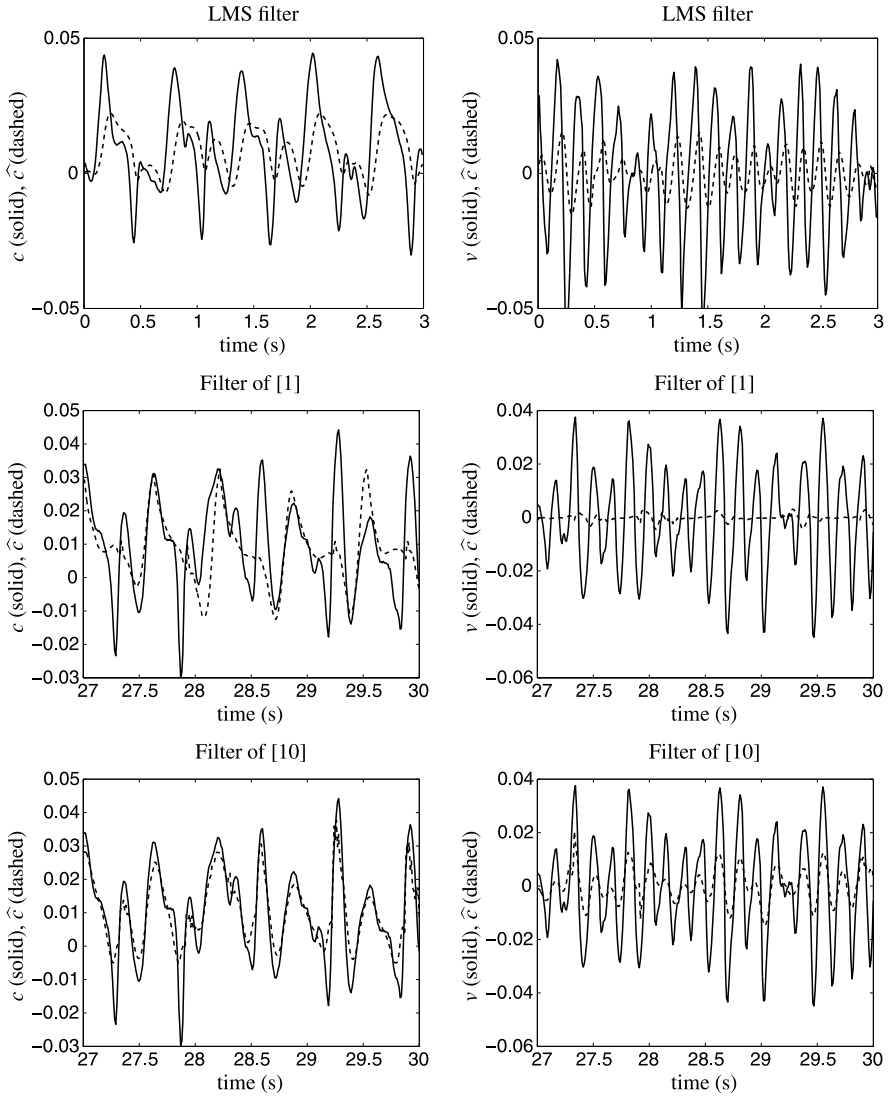 LMS filter
0.05
0
−0.05
c (solid), ĉ (dashed)
0 0.5 1 1.5 2 2.5 3
time (s)
LMS filter
0.05
0
−0.05
v (solid), ĉ (dashed)
0 0.5 1 1.5 2 2.5 3
time (s)
Filter of [1]
0.05
0.04
0.03
0.02
0.01
0
−0.01
−0.02
−0.03
c (solid), ĉ (dashed)
27 27.5 28 28.5 29 29.5 30
time (s)
Filter of [1]
0.04
0.02
0
−0.02
−0.04
−0.06
v (solid), ĉ (dashed)
27 27.5 28 28.5 29 29.5 30
time (s)
Filter of [10]
0.05
0.04
0.03
0.02
0.01
0
−0.01
−0.02
−0.03
c (solid), ĉ (dashed)
27 27.5 28 28.5 29 29.5 30
time (s)
Filter of [10]
0.04
0.02
0
−0.02
−0.04
−0.06
v (solid), ĉ (dashed)
27 27.5 28 28.5 29 29.5 30
time (s)